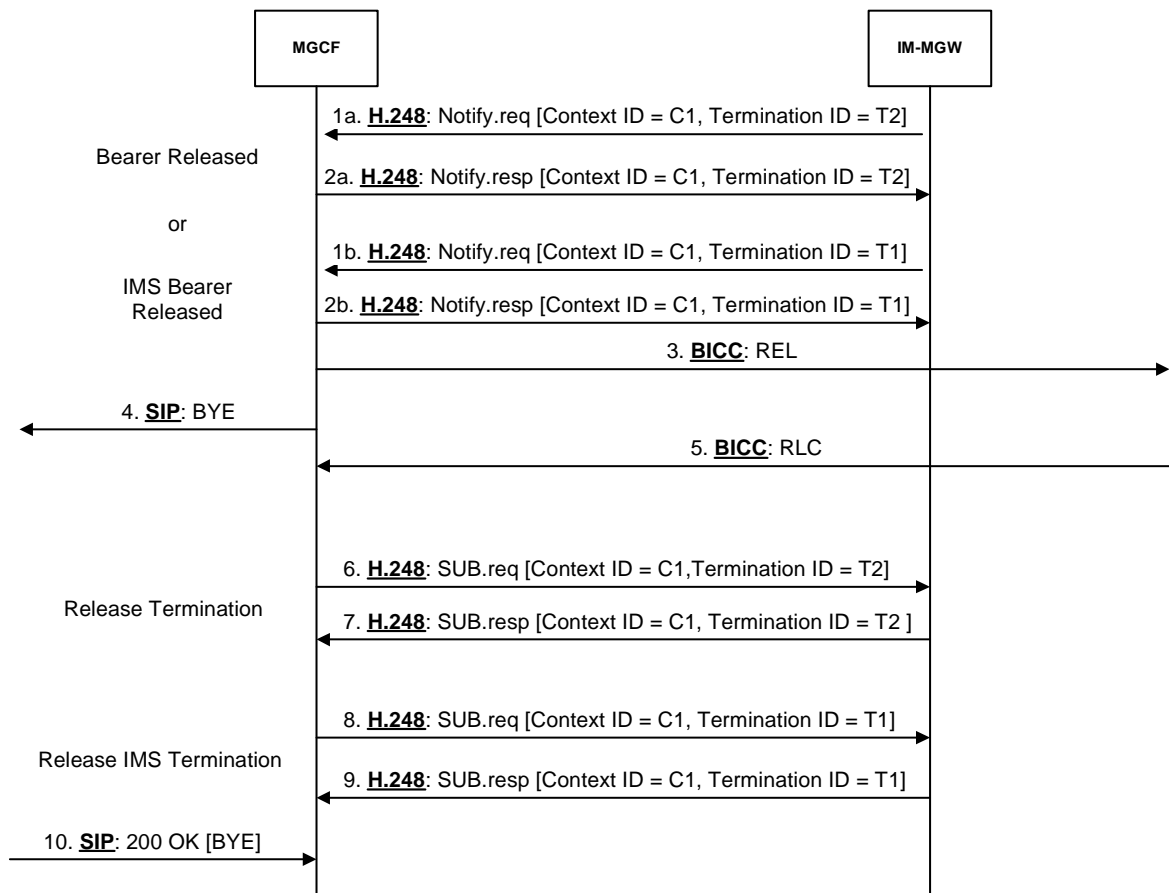 MGCF
IM-MGW
1a. H.248: Notify.req [Context ID = C1, Termination ID = T2]
Bearer Released
2a. H.248: Notify.resp [Context ID = C1, Termination ID = T2]
or
1b. H.248: Notify.req [Context ID = C1, Termination ID = T1]
IMS Bearer
Released
2b. H.248: Notify.resp [Context ID = C1, Termination ID = T1]
3. BICC: REL
4. SIP: BYE
5. BICC: RLC
6. H.248: SUB.req [Context ID = C1,Termination ID = T2]
Release Termination
7. H.248: SUB.resp [Context ID = C1, Termination ID = T2 ]
8. H.248: SUB.req [Context ID = C1, Termination ID = T1]
Release IMS Termination
9. H.248: SUB.resp [Context ID = C1, Termination ID = T1]
10. SIP: 200 OK [BYE]